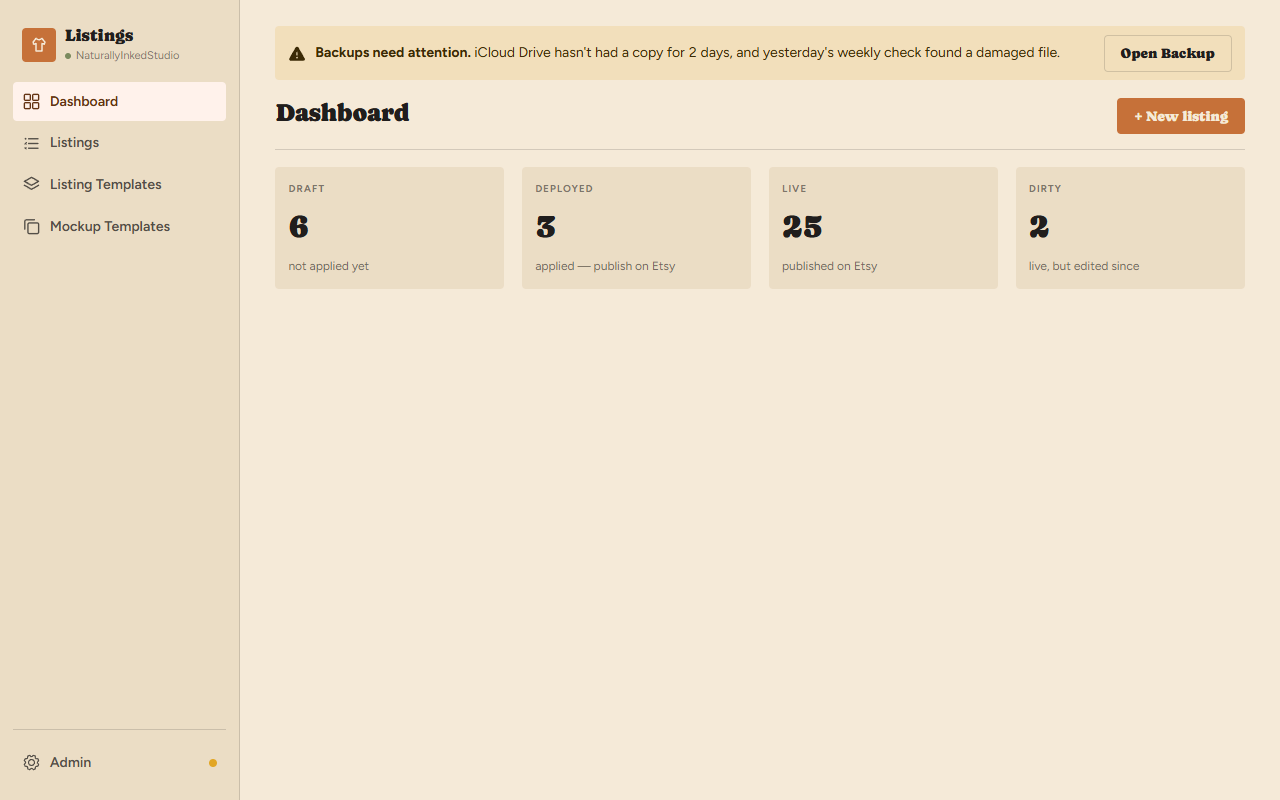 Listings
NaturallyInkedStudio
Dashboard
Listings
Listing Templates
Mockup Templates
Admin
Backups need attention. iCloud Drive hasn't had a copy for 2 days, and yesterday's weekly check found a damaged file.
Open Backup
Dashboard
+ New listing
DRAFT
6
not applied yet
DEPLOYED
3
applied — publish on Etsy
LIVE
25
published on Etsy
DIRTY
2
live, but edited since